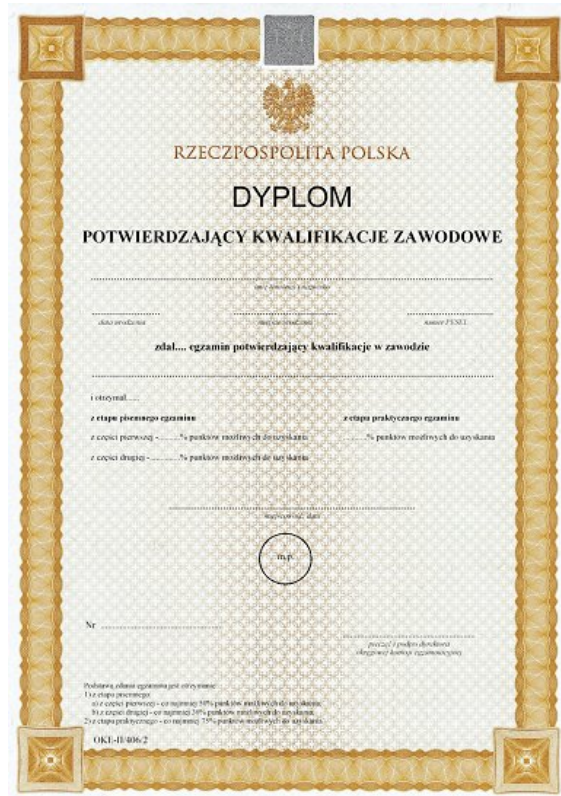 RZECZPOSPOLITA POLSKA
DYPLOM
POTWIERDZAJĄCY KWALIFIKACJE ZAWODOWE
imię (imiona) i nazwisko
data urodzenia miejsce urodzenia numer PESEL
zdał.... egzamin potwierdzający kwalifikacje w zawodzie
i otrzymał.....
z etapu pisemnego egzaminu z etapu praktycznego egzaminu
z części pierwszej -.........% punktów możliwych do uzyskania ..........% punktów możliwych do uzyskania
z części drugiej -............% punktów możliwych do uzyskania
miejscowość, data
m.p.
Nr ................................
pieczęć i podpis dyrektora
okręgowej komisji egzaminacyjnej
Podstawą zdania egzaminu jest otrzymanie:
1) z etapu pisemnego:
a) z części pierwszej - co najmniej 50% punktów możliwych do uzyskania,
b) z części drugiej - co najmniej 30% punktów możliwych do uzyskania,
2) z etapu praktycznego - co najmniej 75% punktów możliwych do uzyskania.
OKE-II/406/2